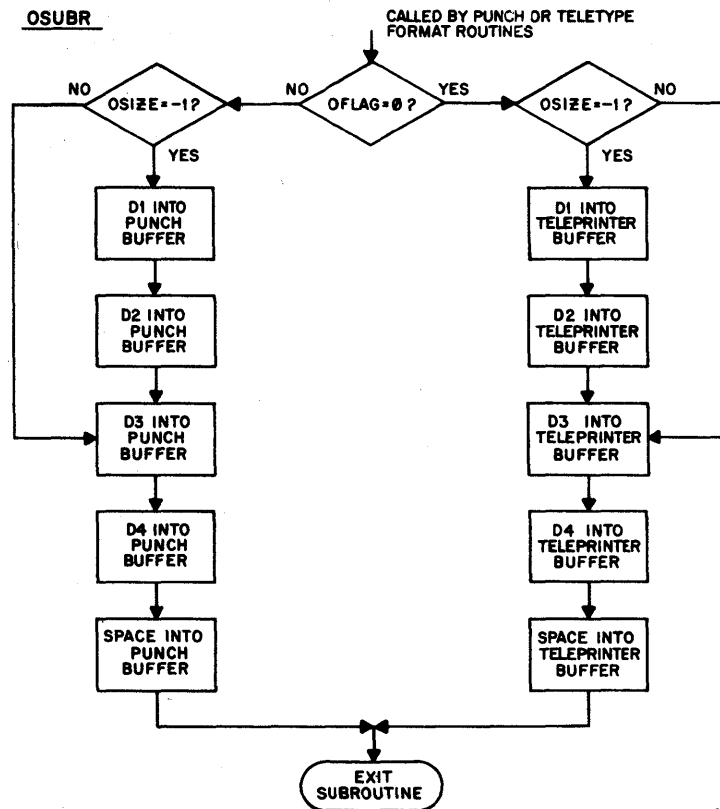 OSUBR
CALLED BY PUNCH OR TELETYPE
FORMAT ROUTINES
NO
OSIZE=-1?
NO
OFLAG=Ø?
YES
OSIZE=-1?
NO
YES
YES
D1 INTO
PUNCH
BUFFER
D1 INTO
TELEPRINTER
BUFFER
D2 INTO
PUNCH
BUFFER
D2 INTO
TELEPRINTER
BUFFER
D3 INTO
PUNCH
BUFFER
D3 INTO
TELEPRINTER
BUFFER
D4 INTO
PUNCH
BUFFER
D4 INTO
TELEPRINTER
BUFFER
SPACE INTO
PUNCH
BUFFER
SPACE INTO
TELEPRINTER
BUFFER
EXIT
SUBROUTINE